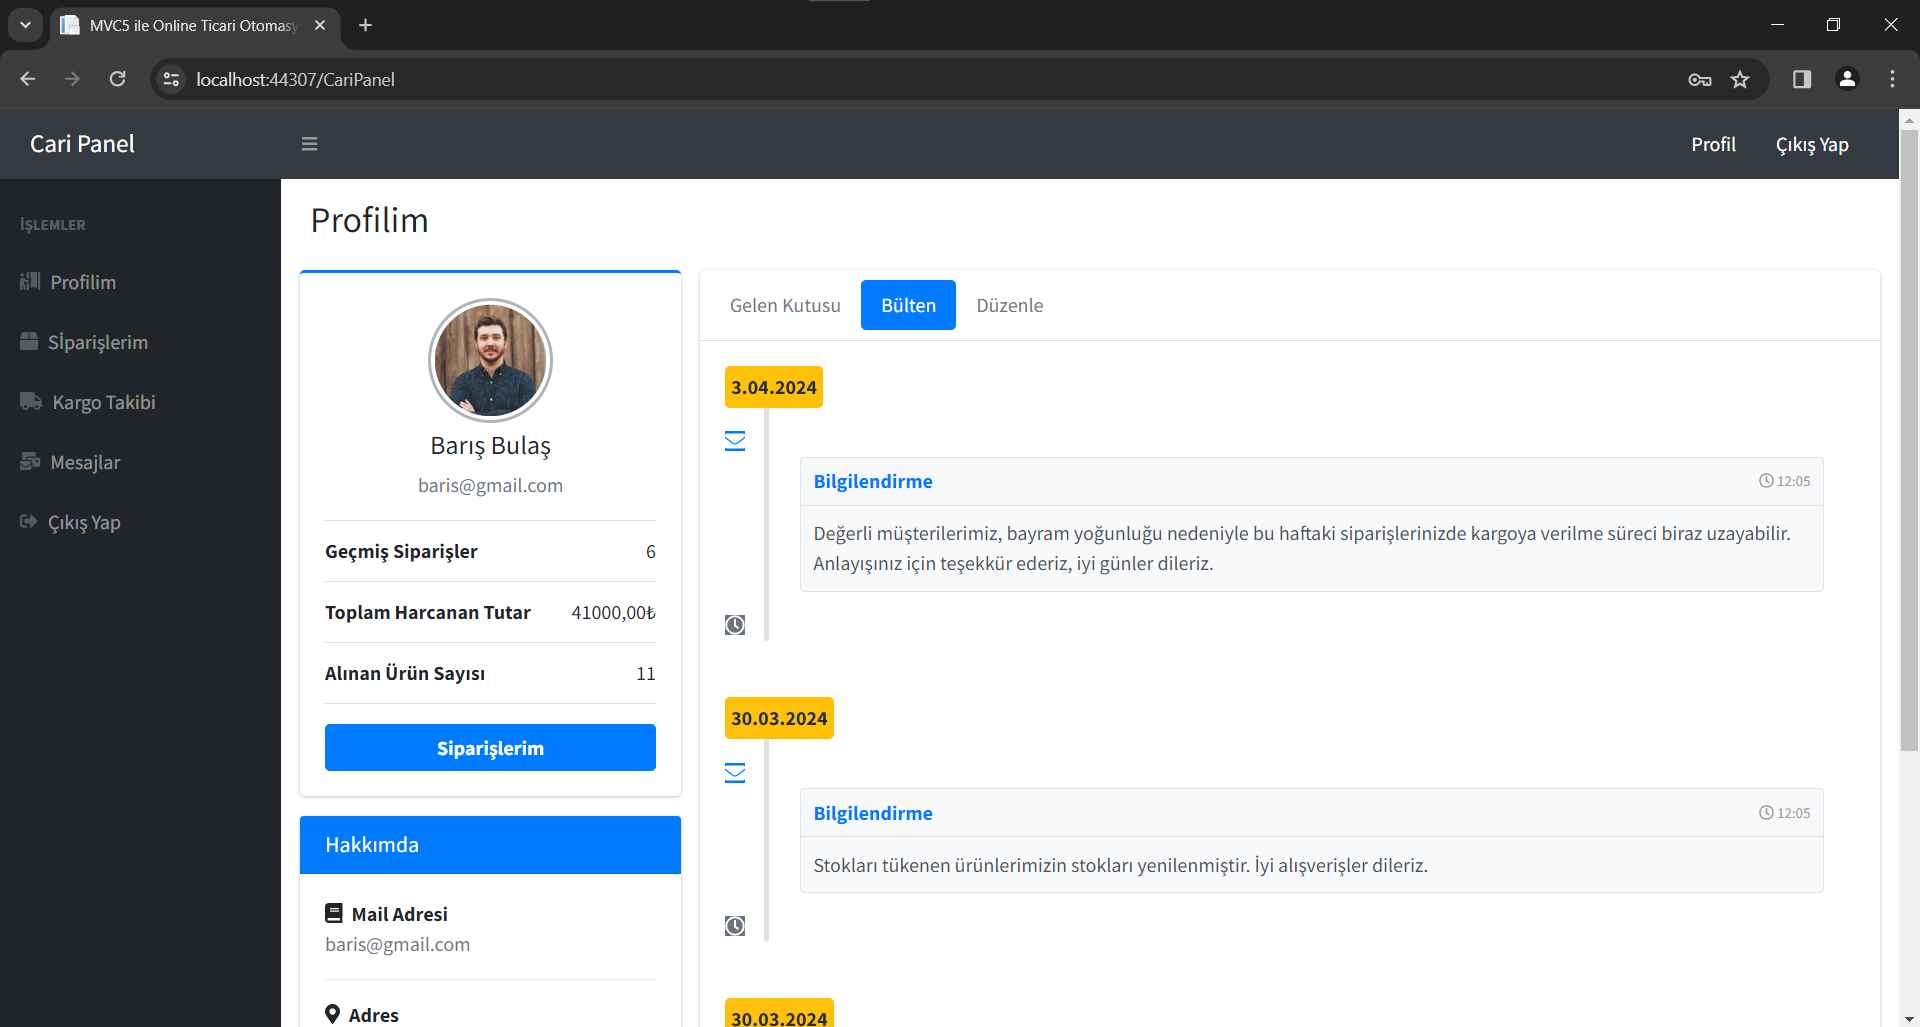 MVC5 ile Online Ticari Otomasy
localhost:44307/CariPanel
Cari Panel
Profil
Çıkış Yap
İŞLEMLER
Profilim
Sİparişlerim
Kargo Takibi
Mesajlar
Çıkış Yap
Profilim
Barış Bulaş
baris@gmail.com
Geçmiş Siparişler 6
Toplam Harcanan Tutar 41000,00₺
Alınan Ürün Sayısı 11
Siparişlerim
Hakkımda
Mail Adresi
baris@gmail.com
Adres
Gelen Kutusu Bülten Düzenle
3.04.2024
Bilgilendirme 12:05
Değerli müşterilerimiz, bayram yoğunluğu nedeniyle bu haftaki siparişlerinizde kargoya verilme süreci biraz uzayabilir.
Anlayışınız için teşekkür ederiz, iyi günler dileriz.
30.03.2024
Bilgilendirme 12:05
Stokları tükenen ürünlerimizin stokları yenilenmiştir. İyi alışverişler dileriz.
30.03.2024